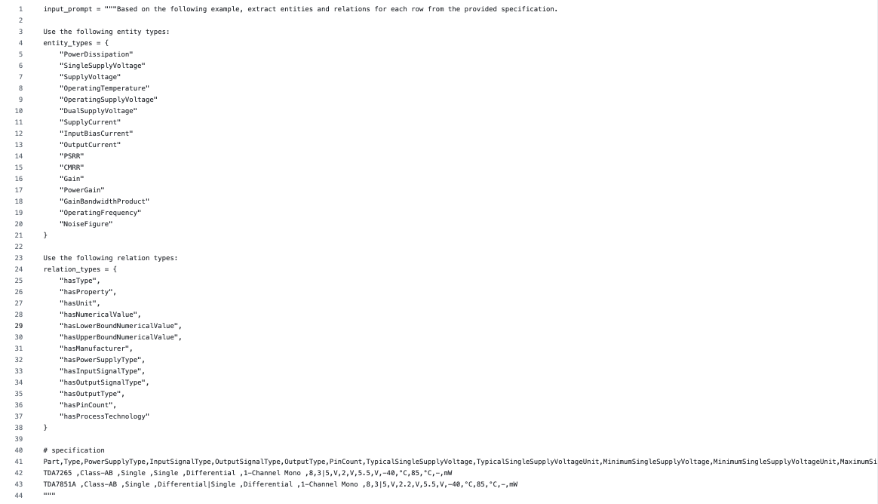 1 input_prompt = """Based on the following example, extract entities and relations for each row from the provided specification.
2
3 Use the following entity types:
4 entity_types = {
5 "PowerDissipation"
6 "SingleSupplyVoltage"
7 "SupplyVoltage"
8 "OperatingTemperature"
9 "OperatingSupplyVoltage"
10 "DualSupplyVoltage"
11 "SupplyCurrent"
12 "InputBiasCurrent"
13 "OutputCurrent"
14 "PSRR"
15 "CMRR"
16 "Gain"
17 "PowerGain"
18 "GainBandwidthProduct"
19 "OperatingFrequency"
20 "NoiseFigure"
21 }
22
23 Use the following relation types:
24 relation_types = {
25 "hasType",
26 "hasProperty",
27 "hasUnit",
28 "hasNumericalValue",
29 "hasLowerBoundNumericalValue",
30 "hasUpperBoundNumericalValue",
31 "hasManufacturer",
32 "hasPowerSupplyType",
33 "hasInputSignalType",
34 "hasOutputSignalType",
35 "hasOutputType",
36 "hasPinCount",
37 "hasProcessTechnology"
38 }
39
40 # specification
41 Part,Type,PowerSupplyType,InputSignalType,OutputSignalType,OutputType,PinCount,TypicalSingleSupplyVoltage,TypicalSingleSupplyVoltageUnit,MinimumSingleSupplyVoltage,MinimumSingleSupplyVoltageUnit,MaximumSi
42 TDA7265 ,Class-AB ,Single ,Single ,Differential ,1-Channel Mono ,8,3|5,V,2,V,5.5,V,-40,°C,85,°C,-,mW
43 TDA7851A ,Class-AB ,Single ,Differential|Single ,Differential ,1-Channel Mono ,8,3|5,V,2.2,V,5.5,V,-40,°C,85,°C,-,mW
44 """